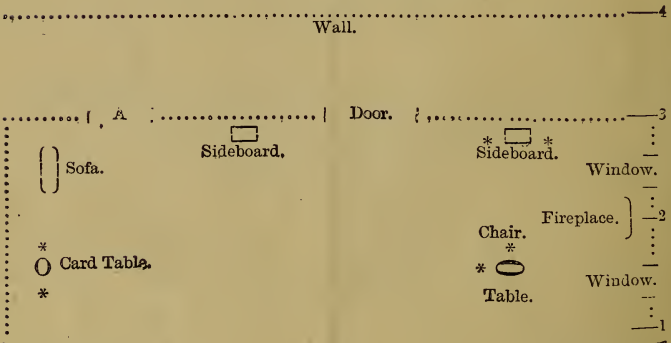 4
Wall.
A
Door.
3
Sideboard.
Sideboard.
Sofa.
Window.
Fireplace.
2
Chair.
Card Table.
Window.
Table.
1